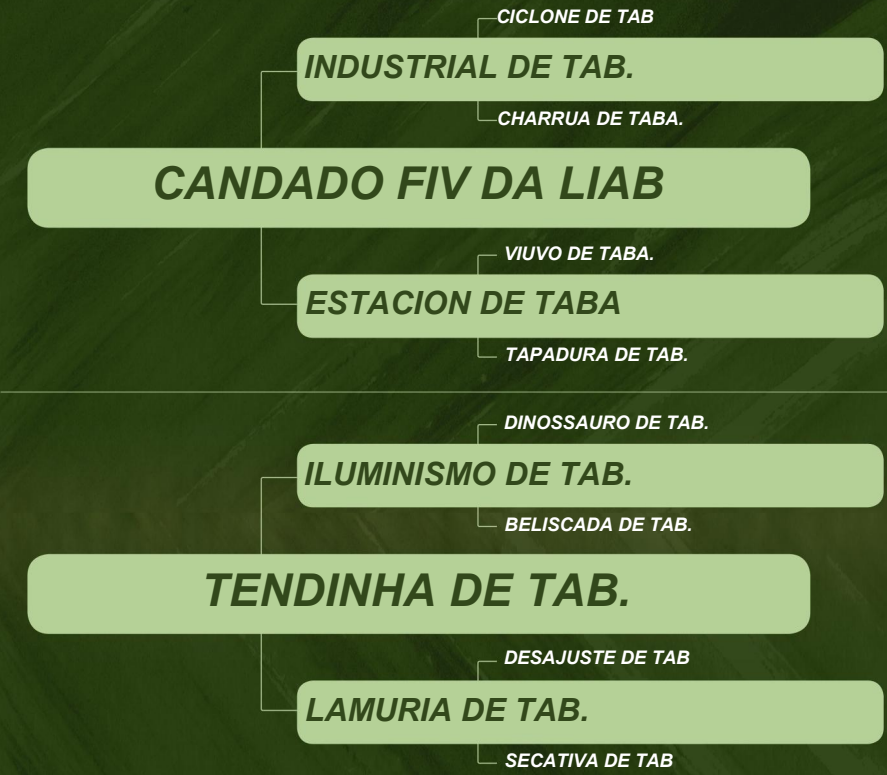 CICLONE DE TAB
INDUSTRIAL DE TAB.
CHARRUA DE TABA.
CANDADO FIV DA LIAB
VIUVO DE TABA.
ESTACION DE TABA
TAPADURA DE TAB.
DINOSSAURO DE TAB.
ILUMINISMO DE TAB.
BELISCADA DE TAB.
TENDINHA DE TAB.
DESAJUSTE DE TAB
LAMURIA DE TAB.
SECATIVA DE TAB